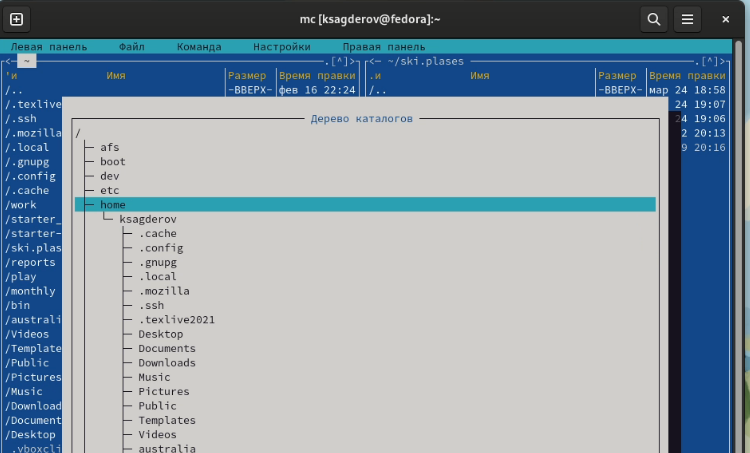 mc [ksagderov@fedora]:~
Левая панель Файл Команда Настройки Правая панель
<— ~ .[^]> <— ~/ski.plases .[^]>
'и Имя Размер Время правки .и Имя Размер Время правки
/.. -ВВЕРХ- фев 16 22:24 /.. -ВВЕРХ- мар 24 18:58
/.texlive 24 19:07
/.ssh 24 19:06
/.mozilla 2 20:13
/.local 9 20:16
/.gnupg
/.config
/.cache
/work
/starter_
/starter-
/ski.plas
/reports
/play
/monthly
/bin
/australi
/Videos
/Template
/Public
/Pictures
/Music
/Download
/Document
/Desktop
.vboxcli
Дерево каталогов
/
afs
boot
dev
etc
home
ksagderov
.cache
.config
.gnupg
.local
.mozilla
.ssh
.texlive2021
Desktop
Documents
Downloads
Music
Pictures
Public
Templates
Videos
australia